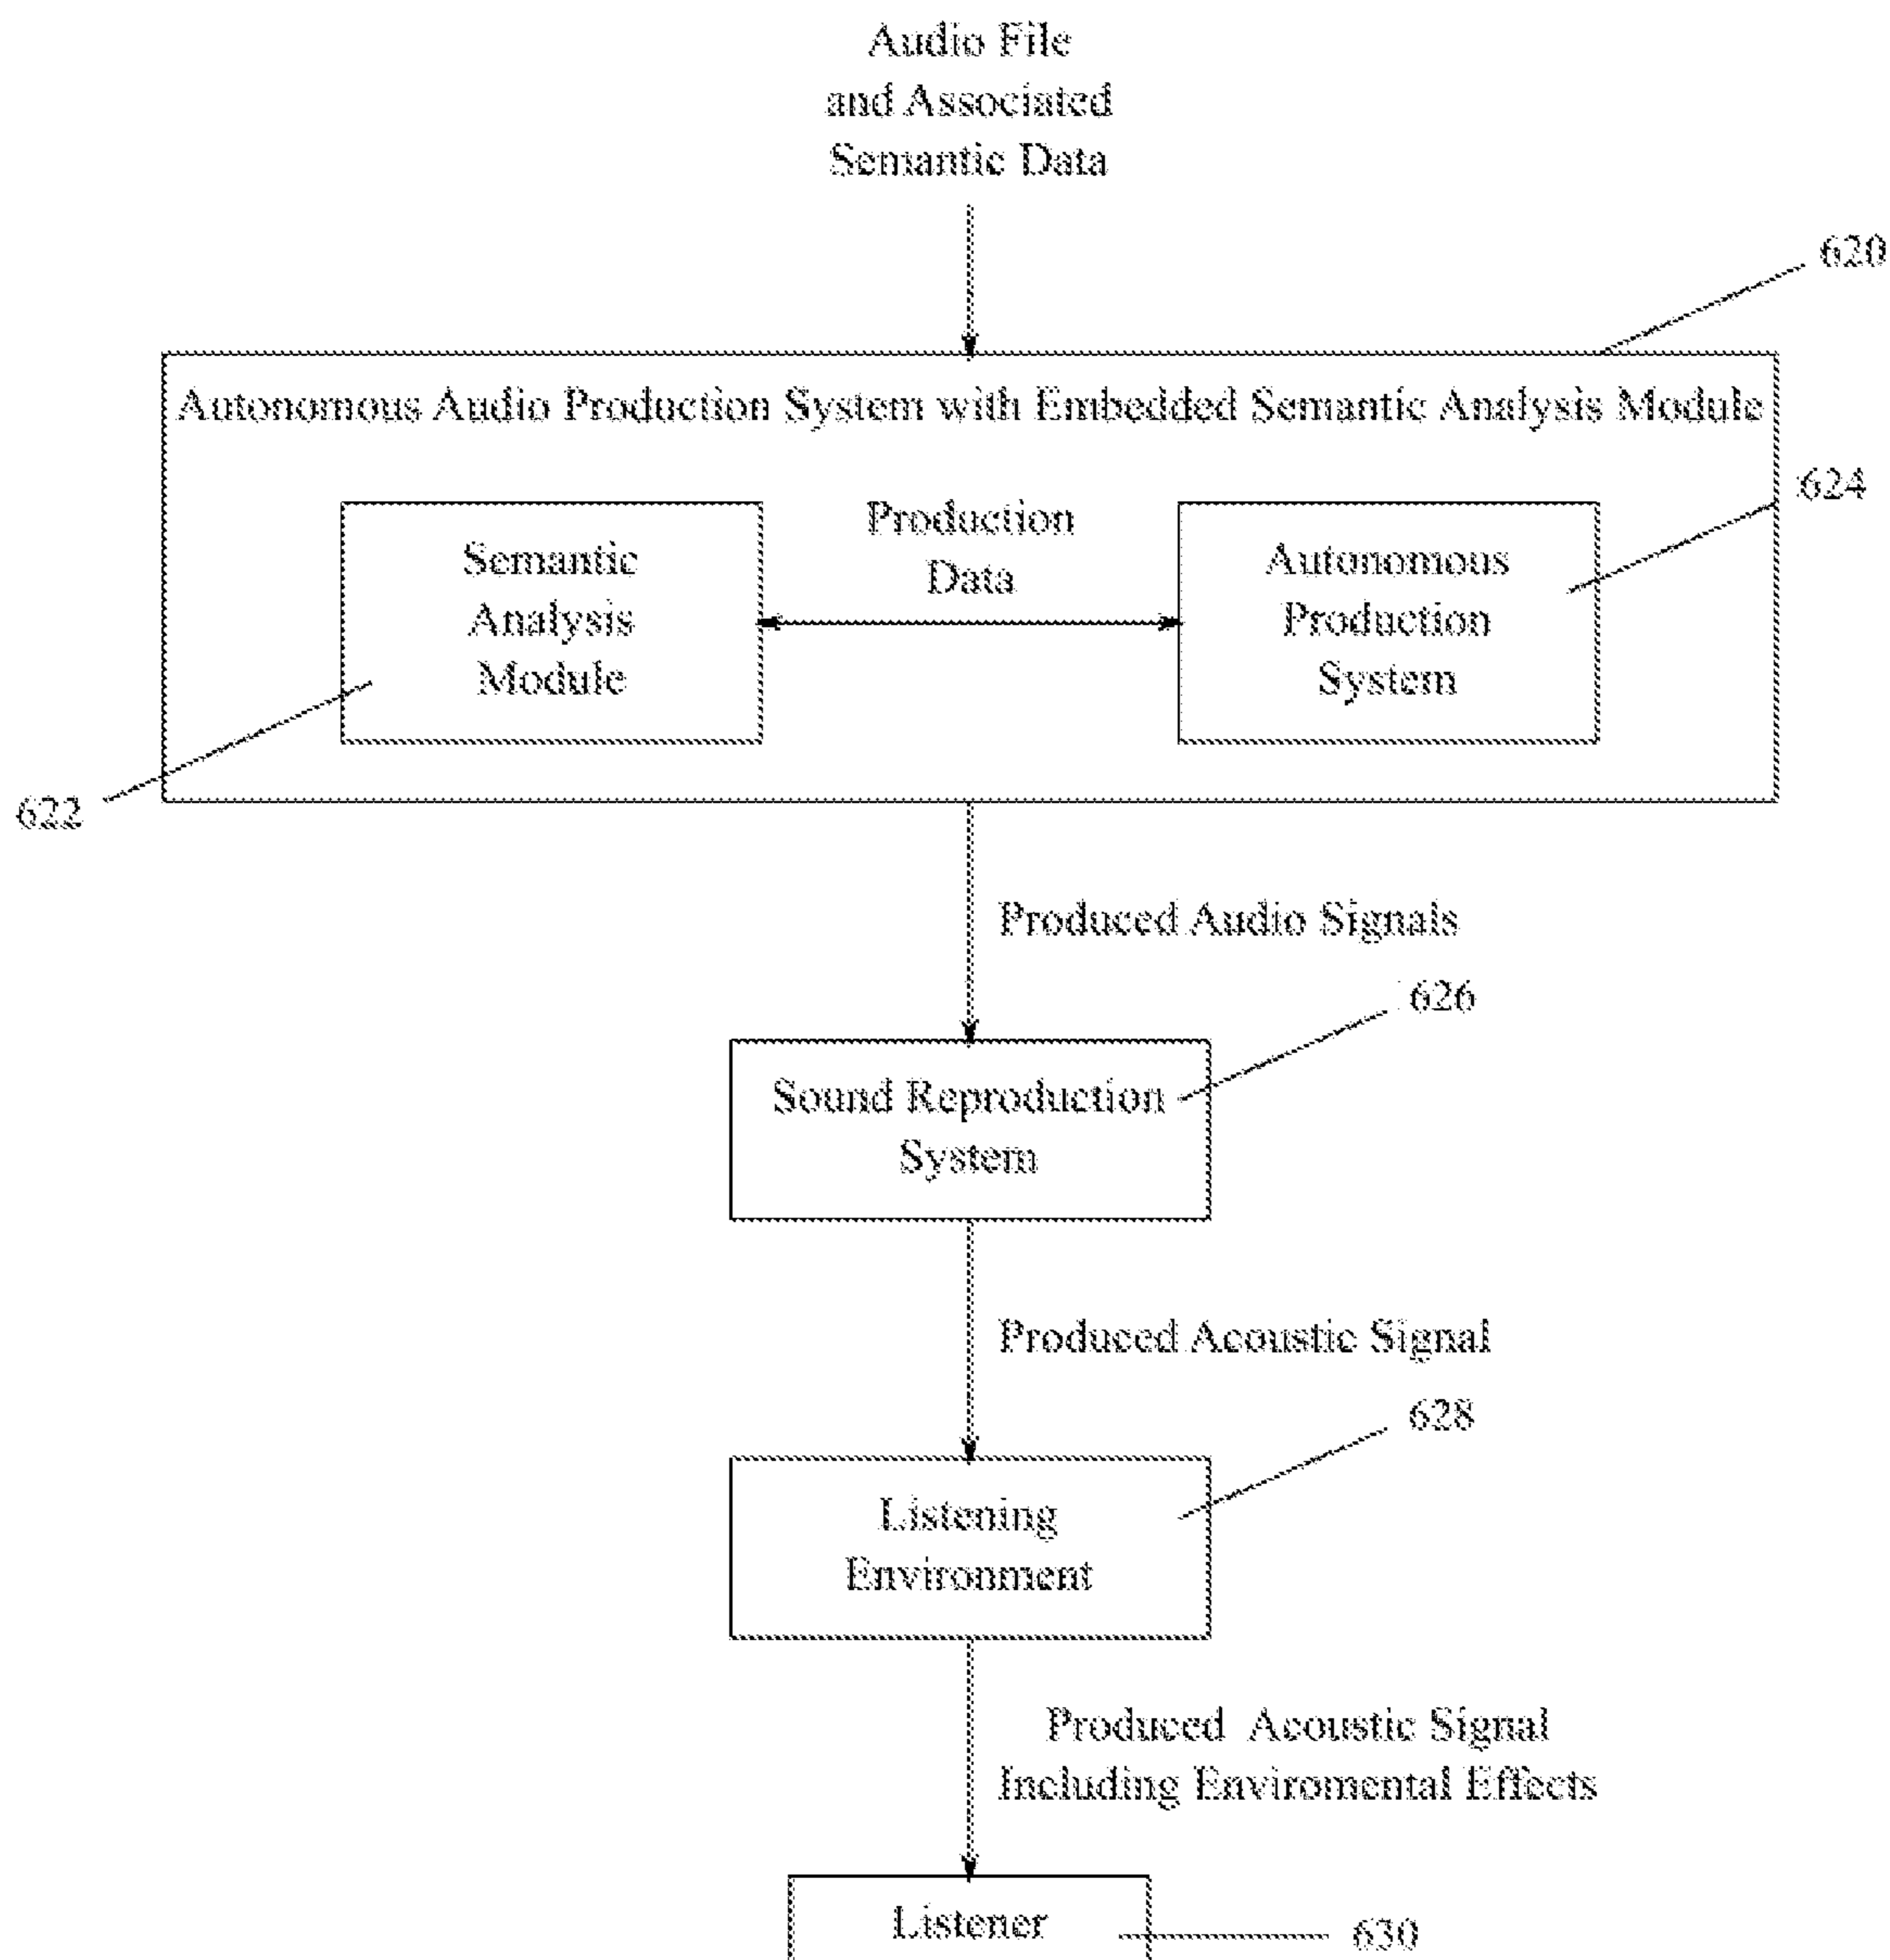 Audio File
and Associated
Semantic Data
620
Autonomous Audio Production System with Embedded Semantic Analysis Module
624
Production
Data
Semantic
Analysis
Module
Autonomous
Production
System
622
Produced Audio Signals
626
Sound Reproduction
System
Produced Acoustic Signal
628
Listening
Environment
Produced Acoustic Signal
Including Enviromental Effects
Listener
630